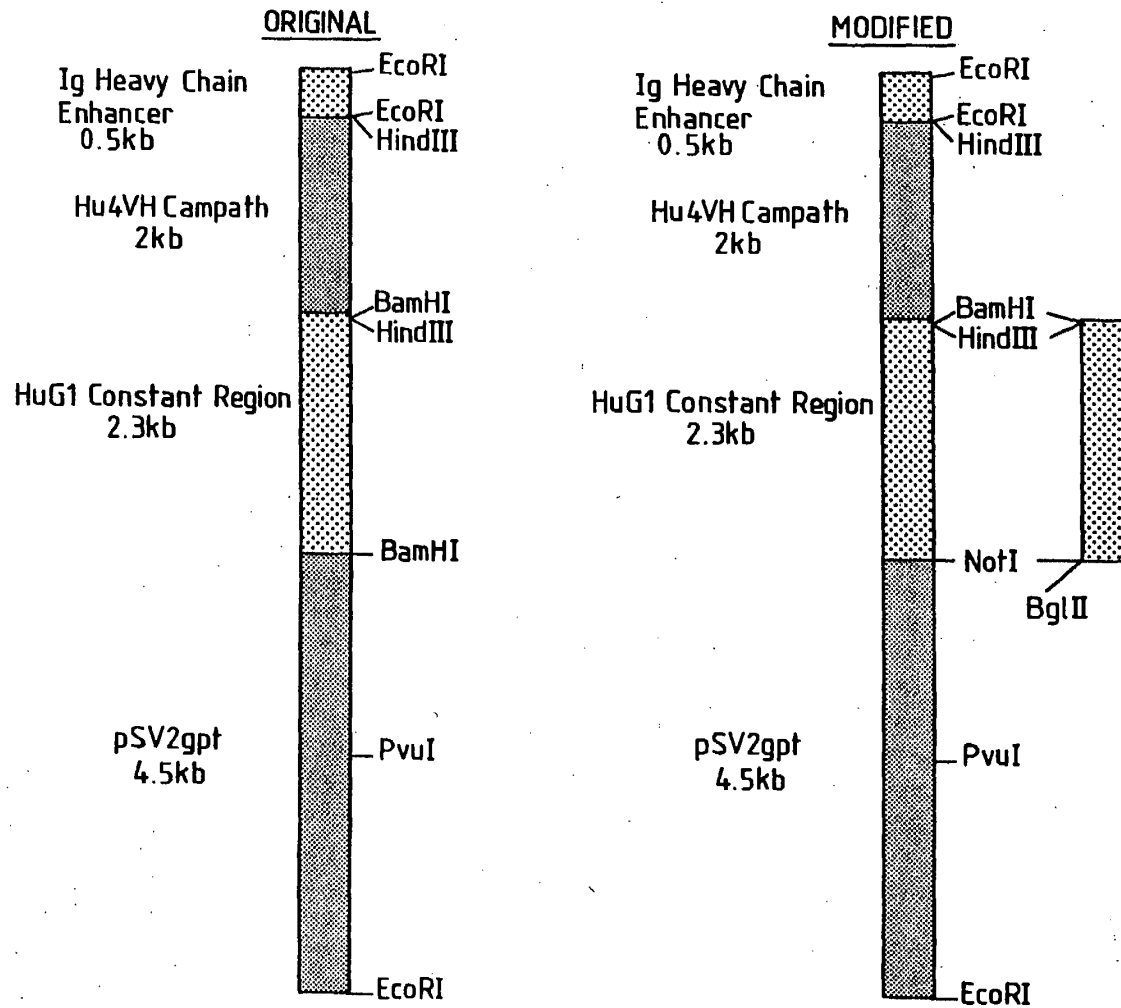 ORIGINAL
Ig Heavy Chain
Enhancer
0.5kb
EcoRI
EcoRI
HindIII
Hu4VH Campath
2kb
BamHI
HindIII
HuG1 Constant Region
2.3kb
BamHI
pSV2gpt
4.5kb
PvuI
EcoRI
MODIFIED
Ig Heavy Chain
Enhancer
0.5kb
EcoRI
EcoRI
HindIII
Hu4VH Campath
2kb
BamHI
HindIII
HuG1 Constant Region
2.3kb
NotI
BglII
pSV2gpt
4.5kb
PvuI
EcoRI